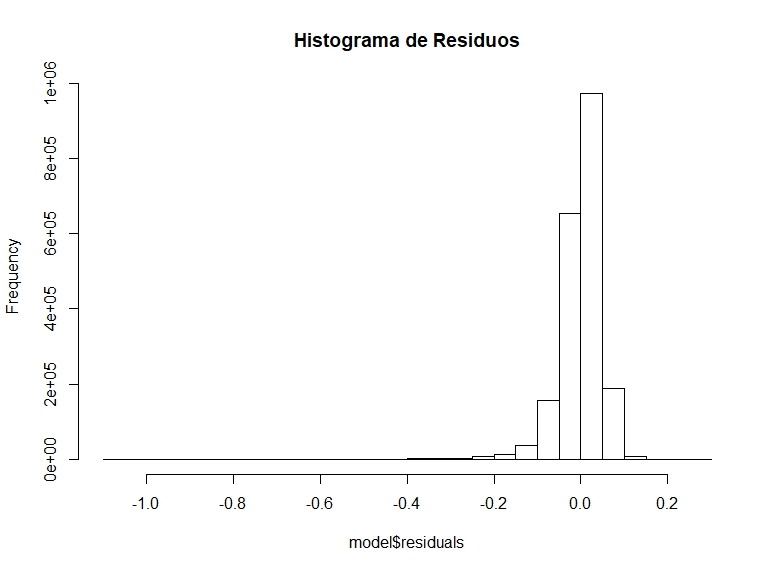 Histograma de Residuos
Frequency
1e+06
8e+05
6e+05
4e+05
2e+05
0e+00
-1.0 -0.8 -0.6 -0.4 -0.2 0.0 0.2
model$residuals